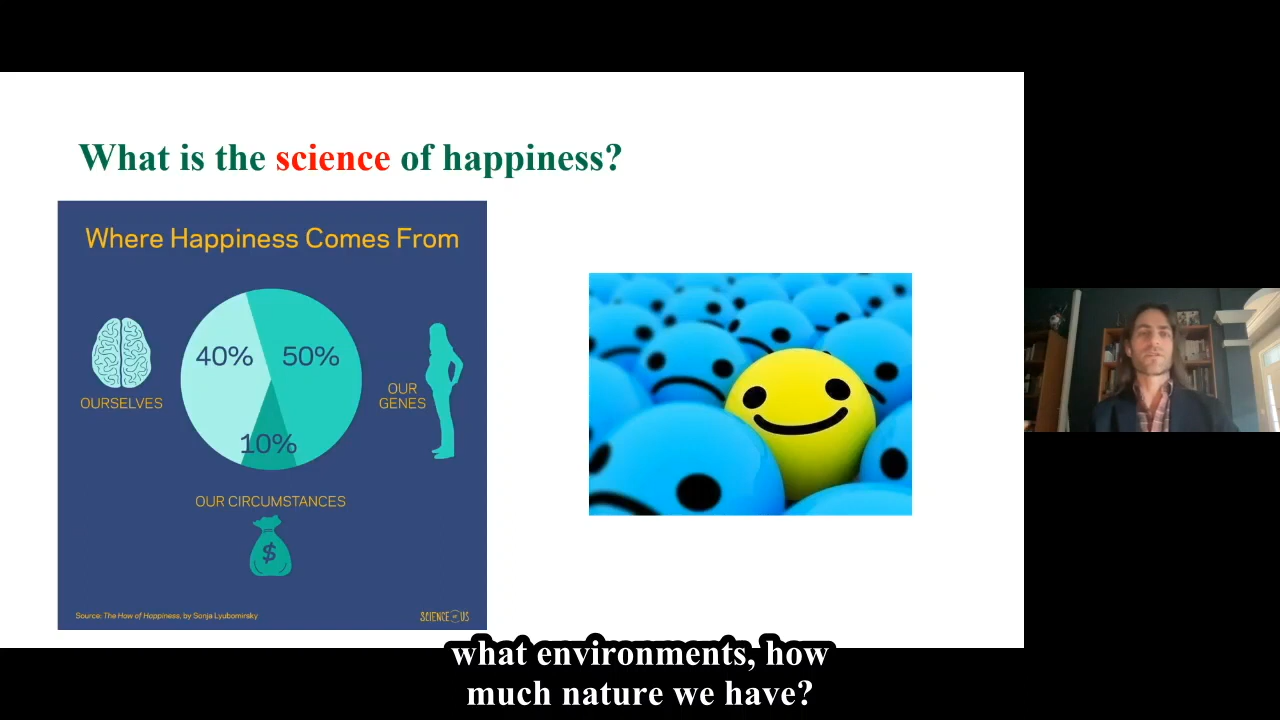 What is the science of happiness?
Where Happiness Comes From
40%
50%
OURSELVES
OUR
GENES
10%
OUR CIRCUMSTANCES
$
Source: The How of Happiness, by Sonja Lyubomirsky
SCIENCE OF US
what environments, how
much nature we have?